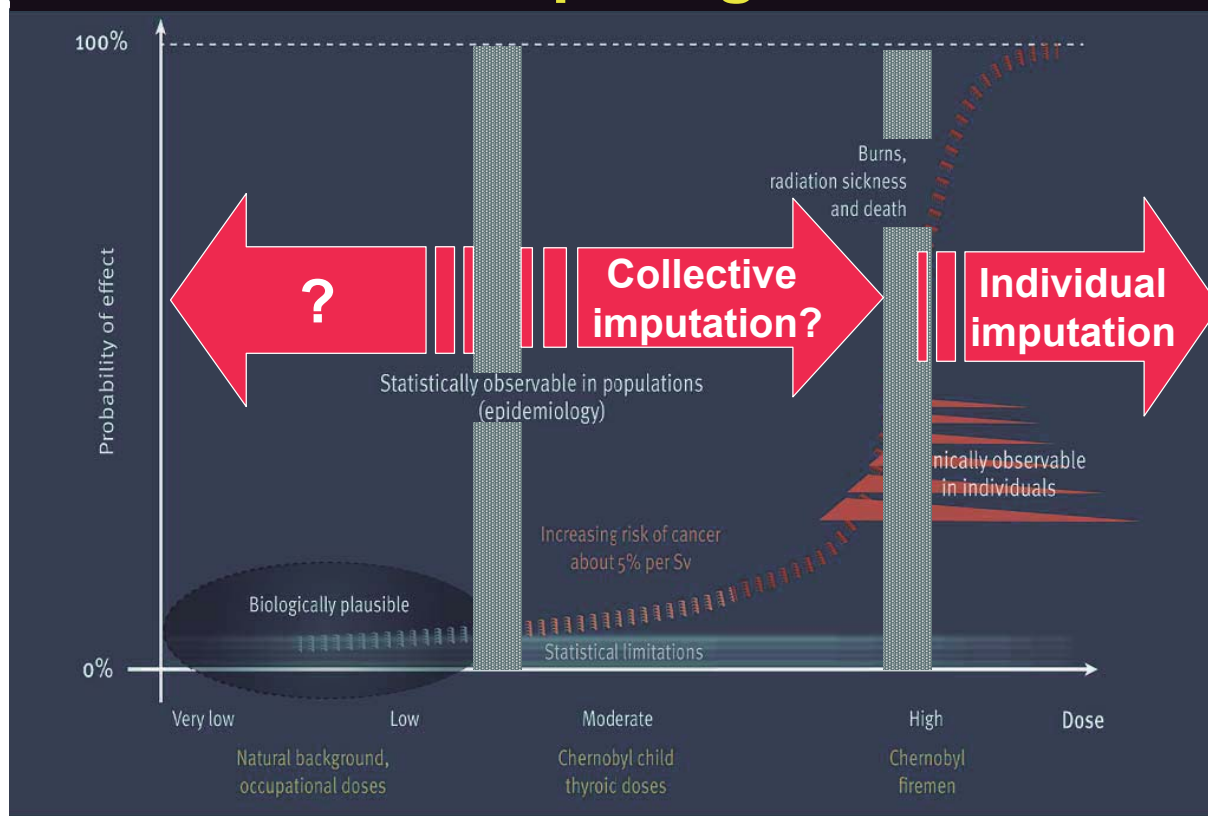 100%
Burns,
radiation sickness
and death
?
Collective
imputation?
Individual
imputation
Probability of effect
Statistically observable in populations
(epidemiology)
nically observable
in individuals
Increasing risk of cancer
about 5% per Sv
Biologically plausible
Statistical limitations
0%
Very low
Low
Moderate
High
Dose
Natural background,
occupational doses
Chernobyl child
thyroic doses
Chernobyl
firemen